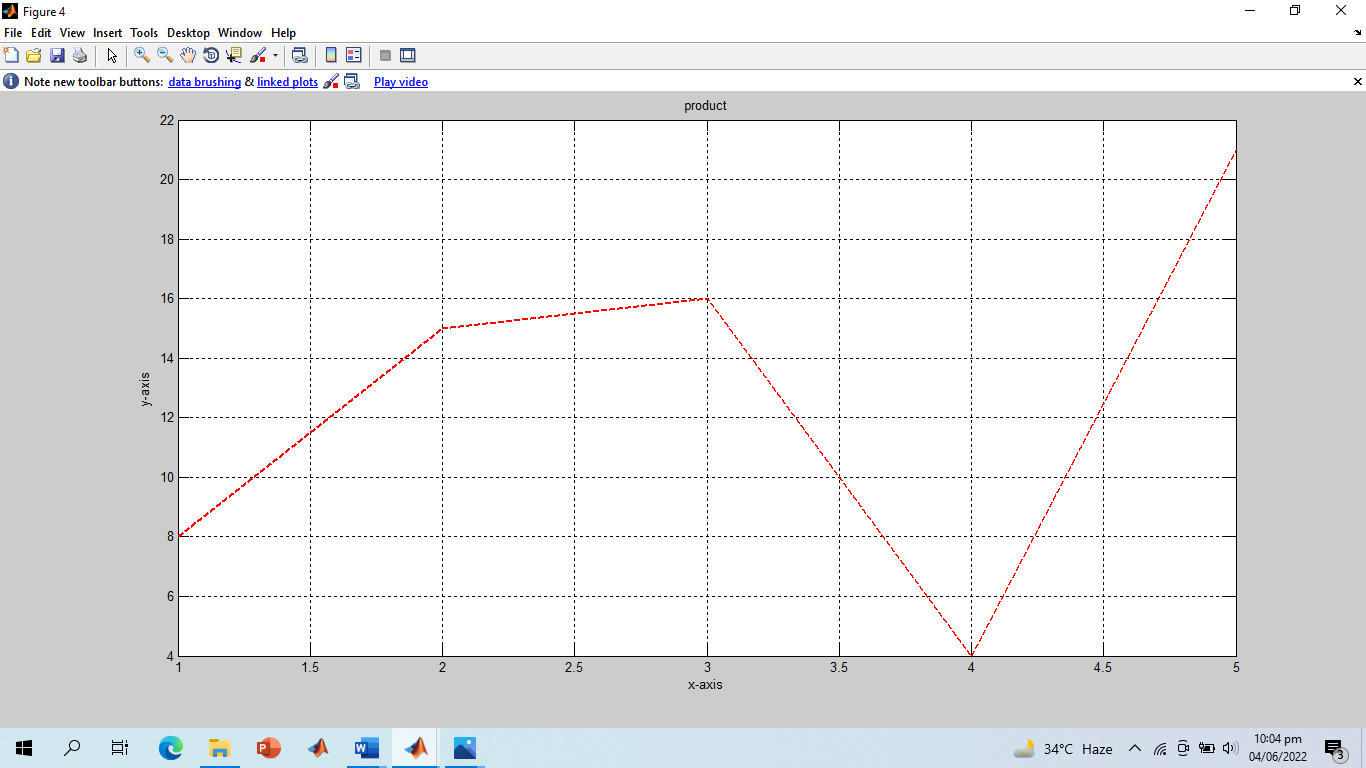 Figure 4
File Edit View Insert Tools Desktop Window Help
Note new toolbar buttons: data brushing & linked plots Play video
product
22
20
18
16
14
12
10
8
6
4
y-axis
1 1.5 2 2.5 3 3.5 4 4.5 5
x-axis
34°C Haze
10:04 pm
04/06/2022
3